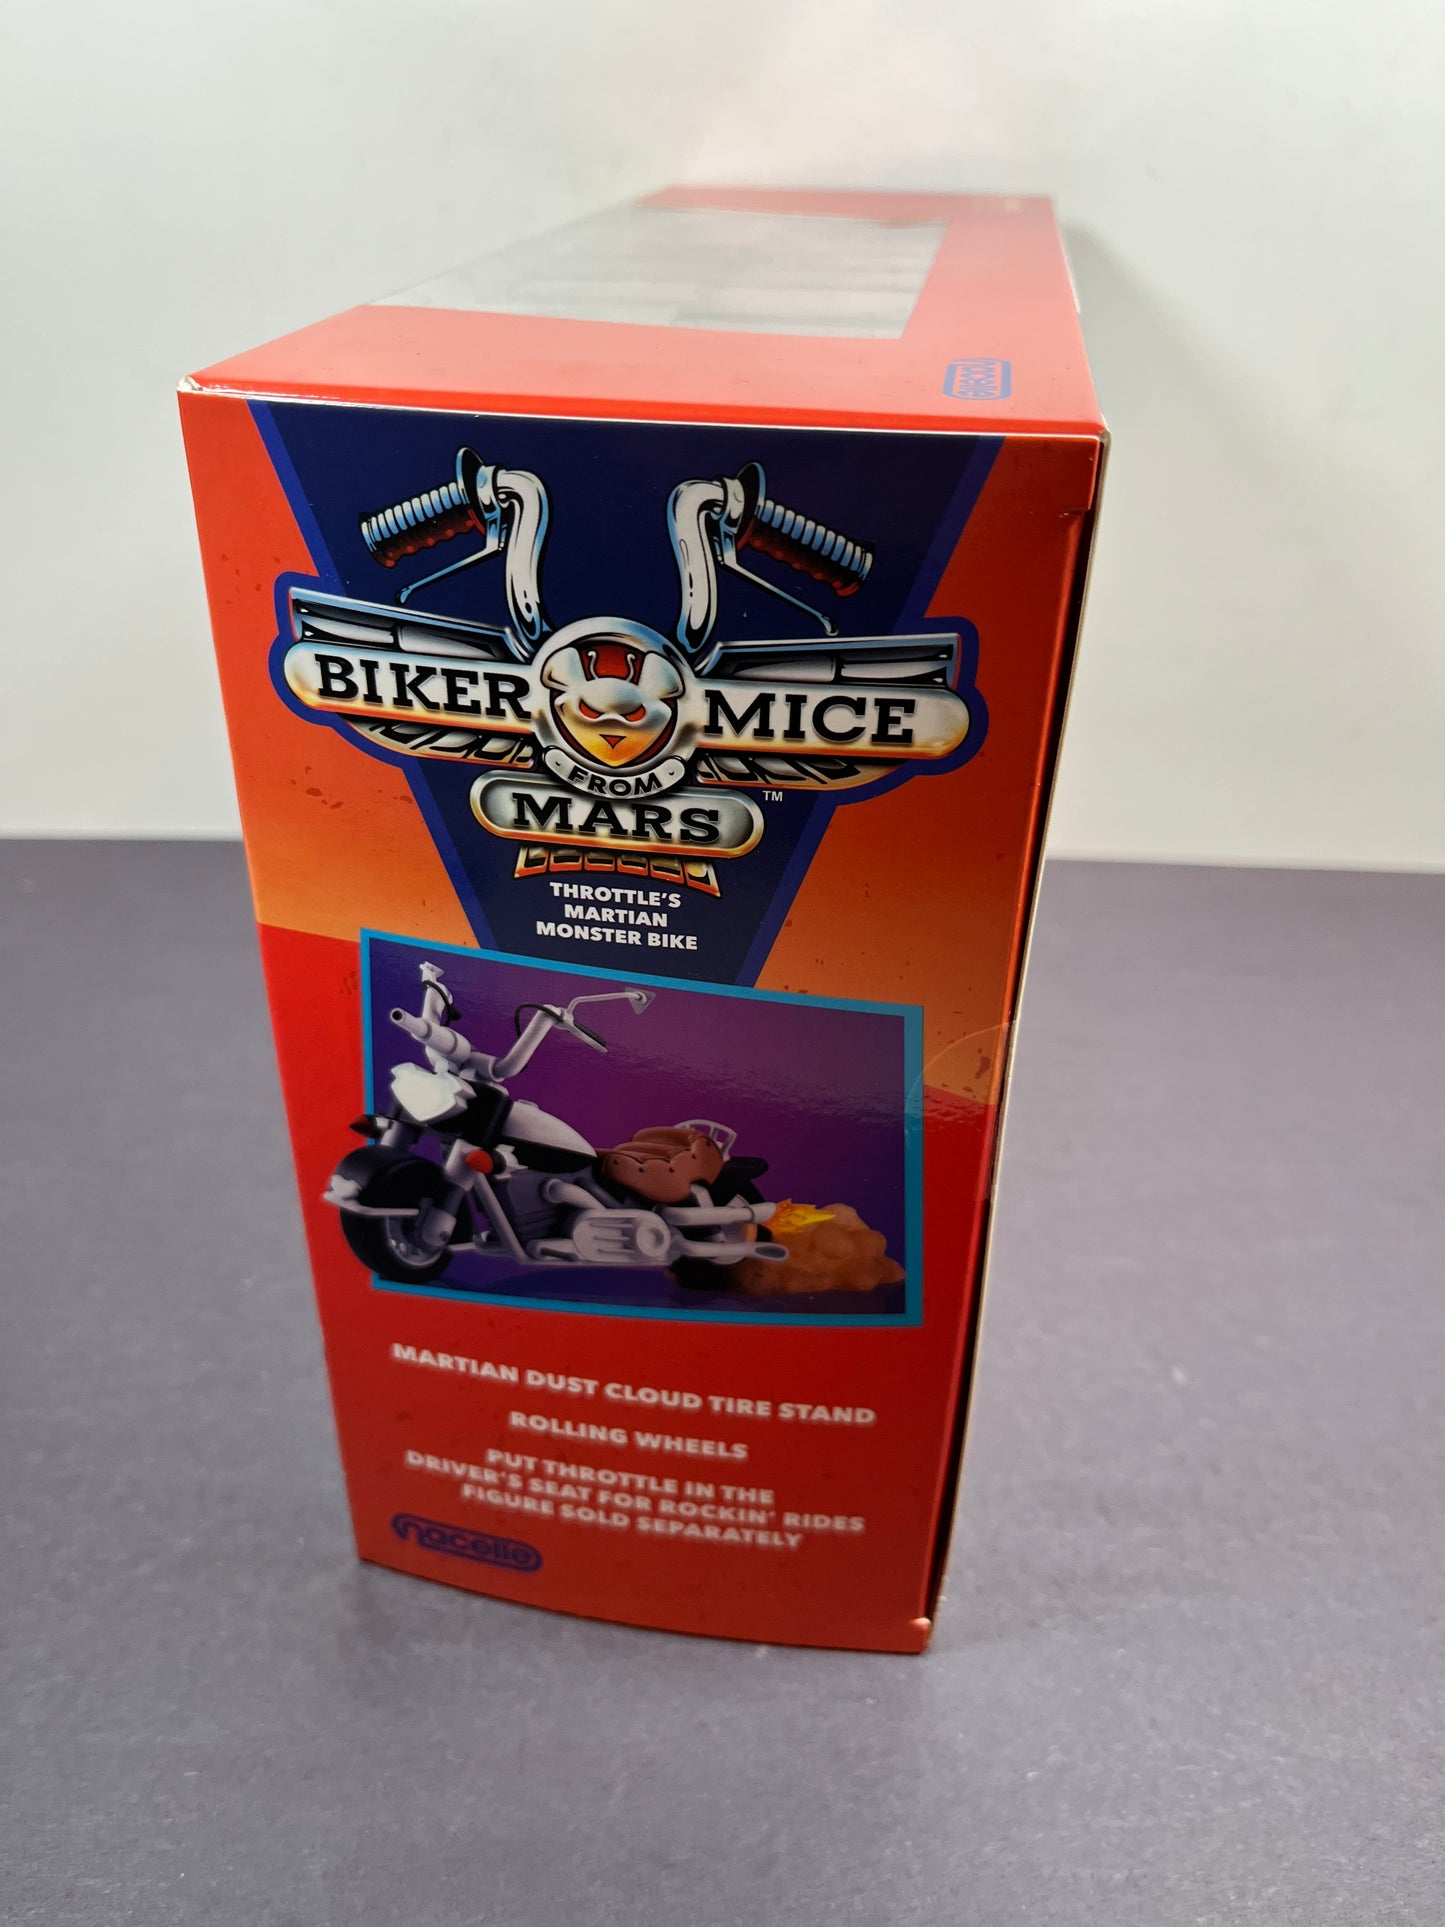 nacelle
BIKER MICE
FROM
MARS
TM
THROTTLE'S
MARTIAN
MONSTER BIKE
MARTIAN DUST CLOUD TIRE STAND
ROLLING WHEELS
PUT THROTTLE IN THE
DRIVER'S SEAT FOR ROCKIN' RIDES
FIGURE SOLD SEPARATELY
nacelle